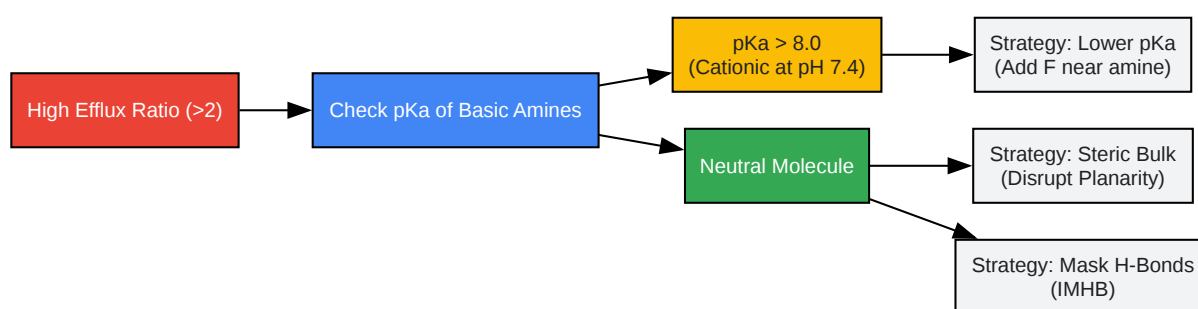 High Efflux Ratio (>2)
Check pKa of Basic Amines
pKa > 8.0
(Cationic at pH 7.4)
Strategy: Lower pKa
(Add F near amine)
Neutral Molecule
Strategy: Steric Bulk
(Disrupt Planarity)
Strategy: Mask H-Bonds
(IMHB)